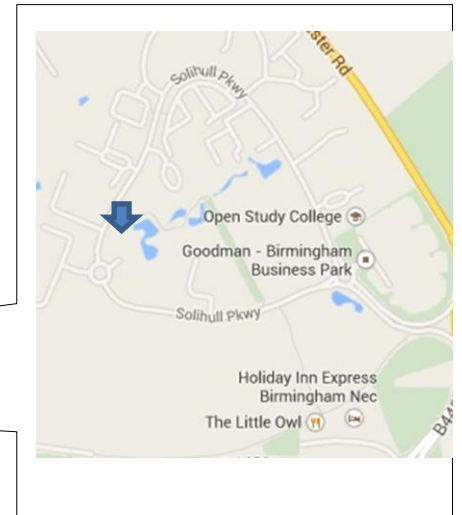 ster Rd
Solihull Pkwy
Open Study College
Goodman - Birmingham
Business Park
Solihull Pkwy
Holiday Inn Express
Birmingham Nec
The Little Owl